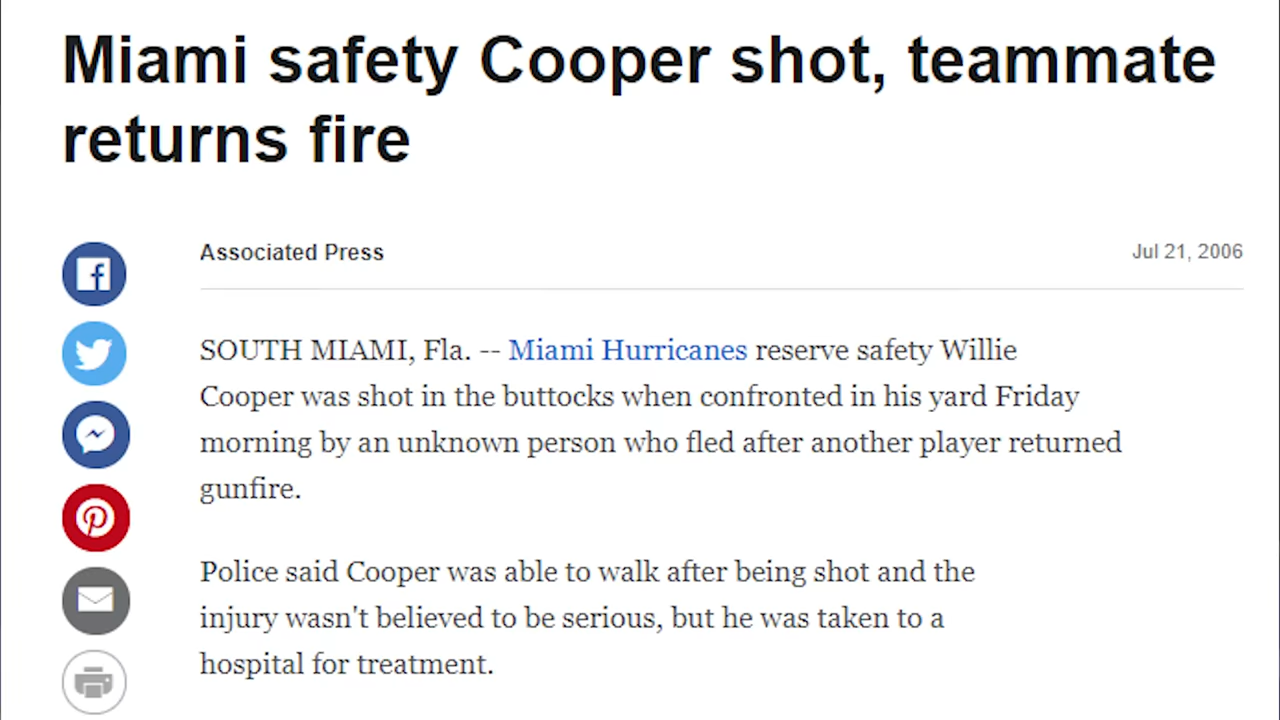 Miami safety Cooper shot, teammate
returns fire
Associated Press
Jul 21, 2006
SOUTH MIAMI, Fla. -- Miami Hurricanes reserve safety Willie
Cooper was shot in the buttocks when confronted in his yard Friday
morning by an unknown person who fled after another player returned
gunfire.
Police said Cooper was able to walk after being shot and the
injury wasn't believed to be serious, but he was taken to a
hospital for treatment.